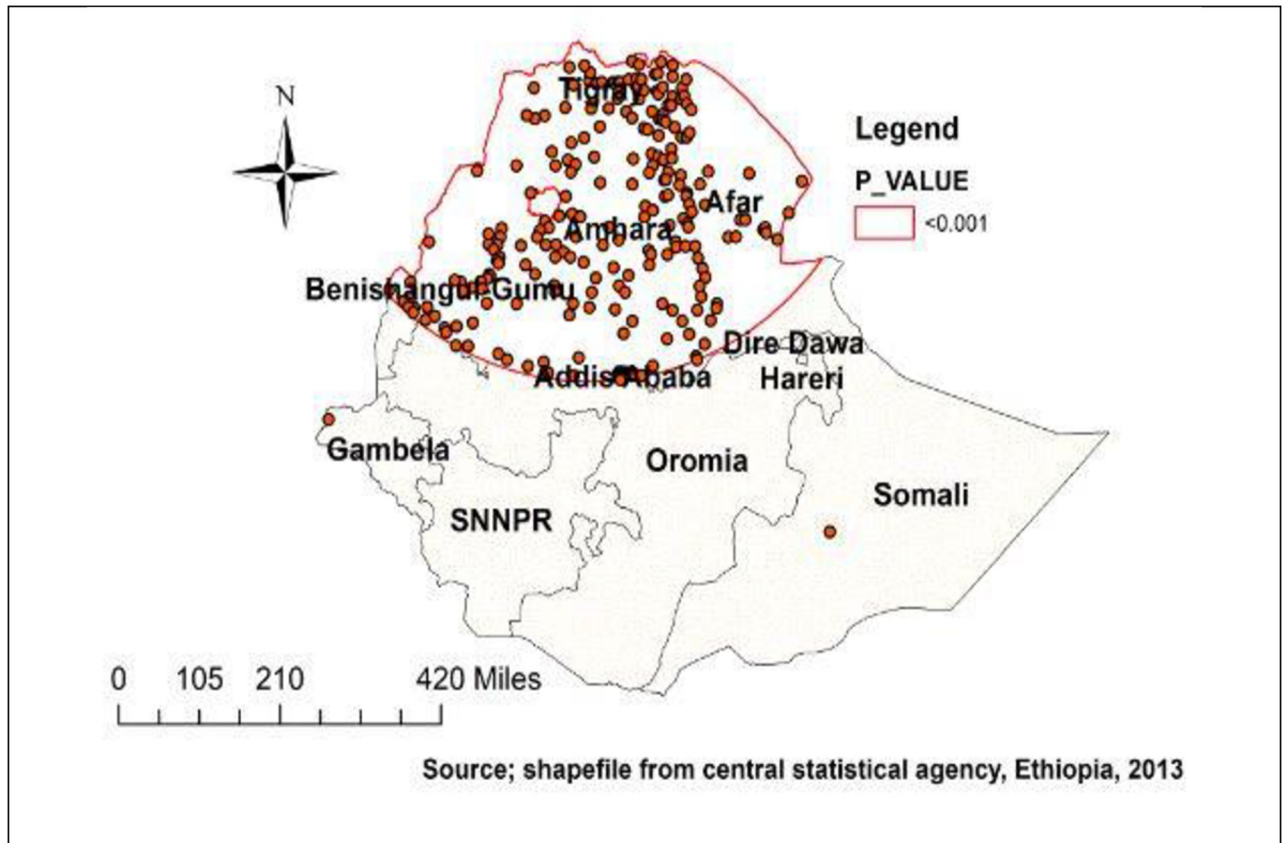 N
Tigray
Legend
P_VALUE
<0.001
Afar
Amhara
Benishangul-Gumu
Dire Dawa
Addis Ababa
Hareri
Gambela
Oromia
Somali
SNNPR
0 105 210 420 Miles
Source; shapefile from central statistical agency, Ethiopia, 2013